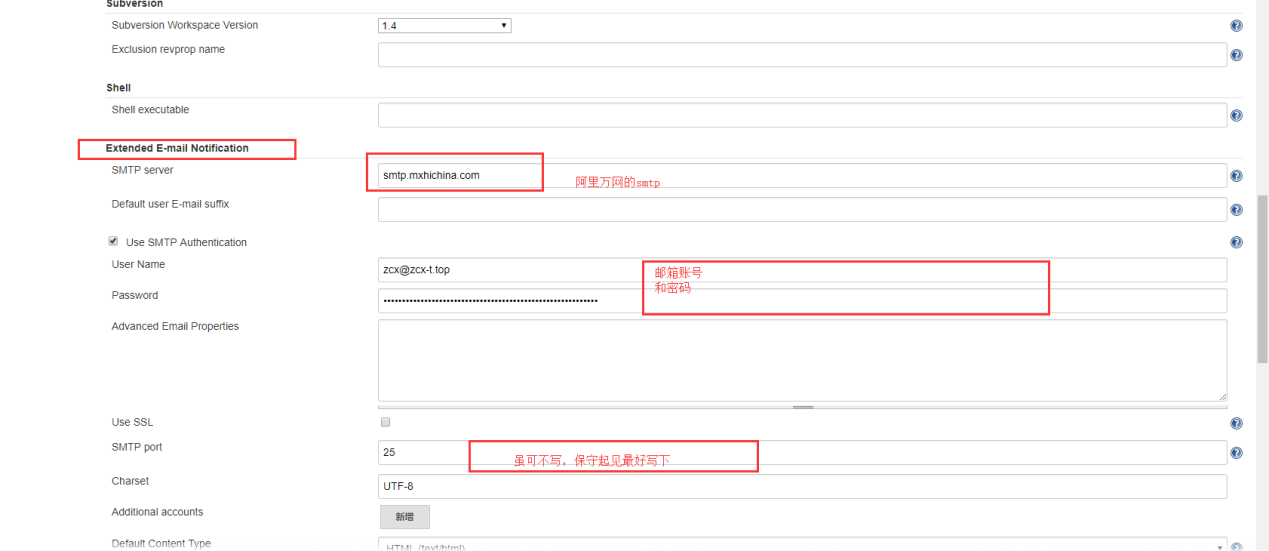 Subversion
Subversion Workspace Version
1.4
Exclusion revprop name
Shell
Shell executable
Extended E-mail Notification
SMTP server
smtp.mxhichina.com
阿里万网的smtp
Default user E-mail suffix
Use SMTP Authentication
User Name
zcx@zcx-t.top
邮箱账号
和密码
Password
Advanced Email Properties
Use SSL
SMTP port
25
虽可不写，保守起见最好写下
Charset
UTF-8
Additional accounts
新增
Default Content Type
HTML (text/html)